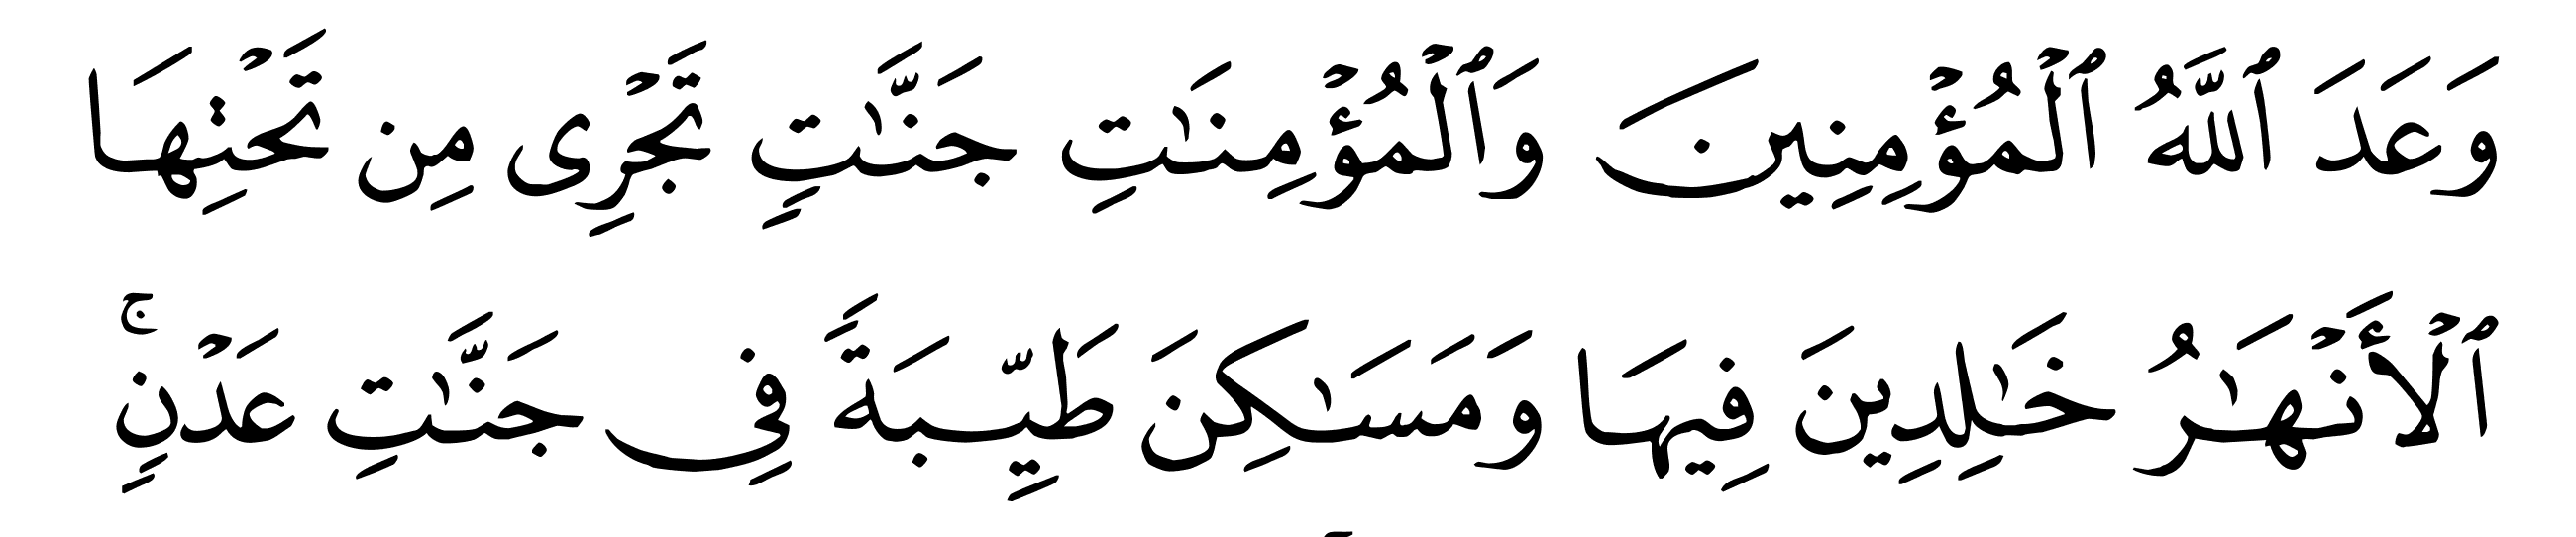 وَعَدَ ٱللَّهُ ٱلْمُؤْمِنِينَ وَٱلْمُؤْمِنَـٰتِ جَنَّـٰتٍ تَجْرِى مِن تَحْتِهَا
ٱلْأَنْهَـٰرُ خَـٰلِدِينَ فِيهَا وَمَسَـٰكِنَ طَيِّبَةً فِى جَنَّـٰتِ عَدْنٍ ۚ